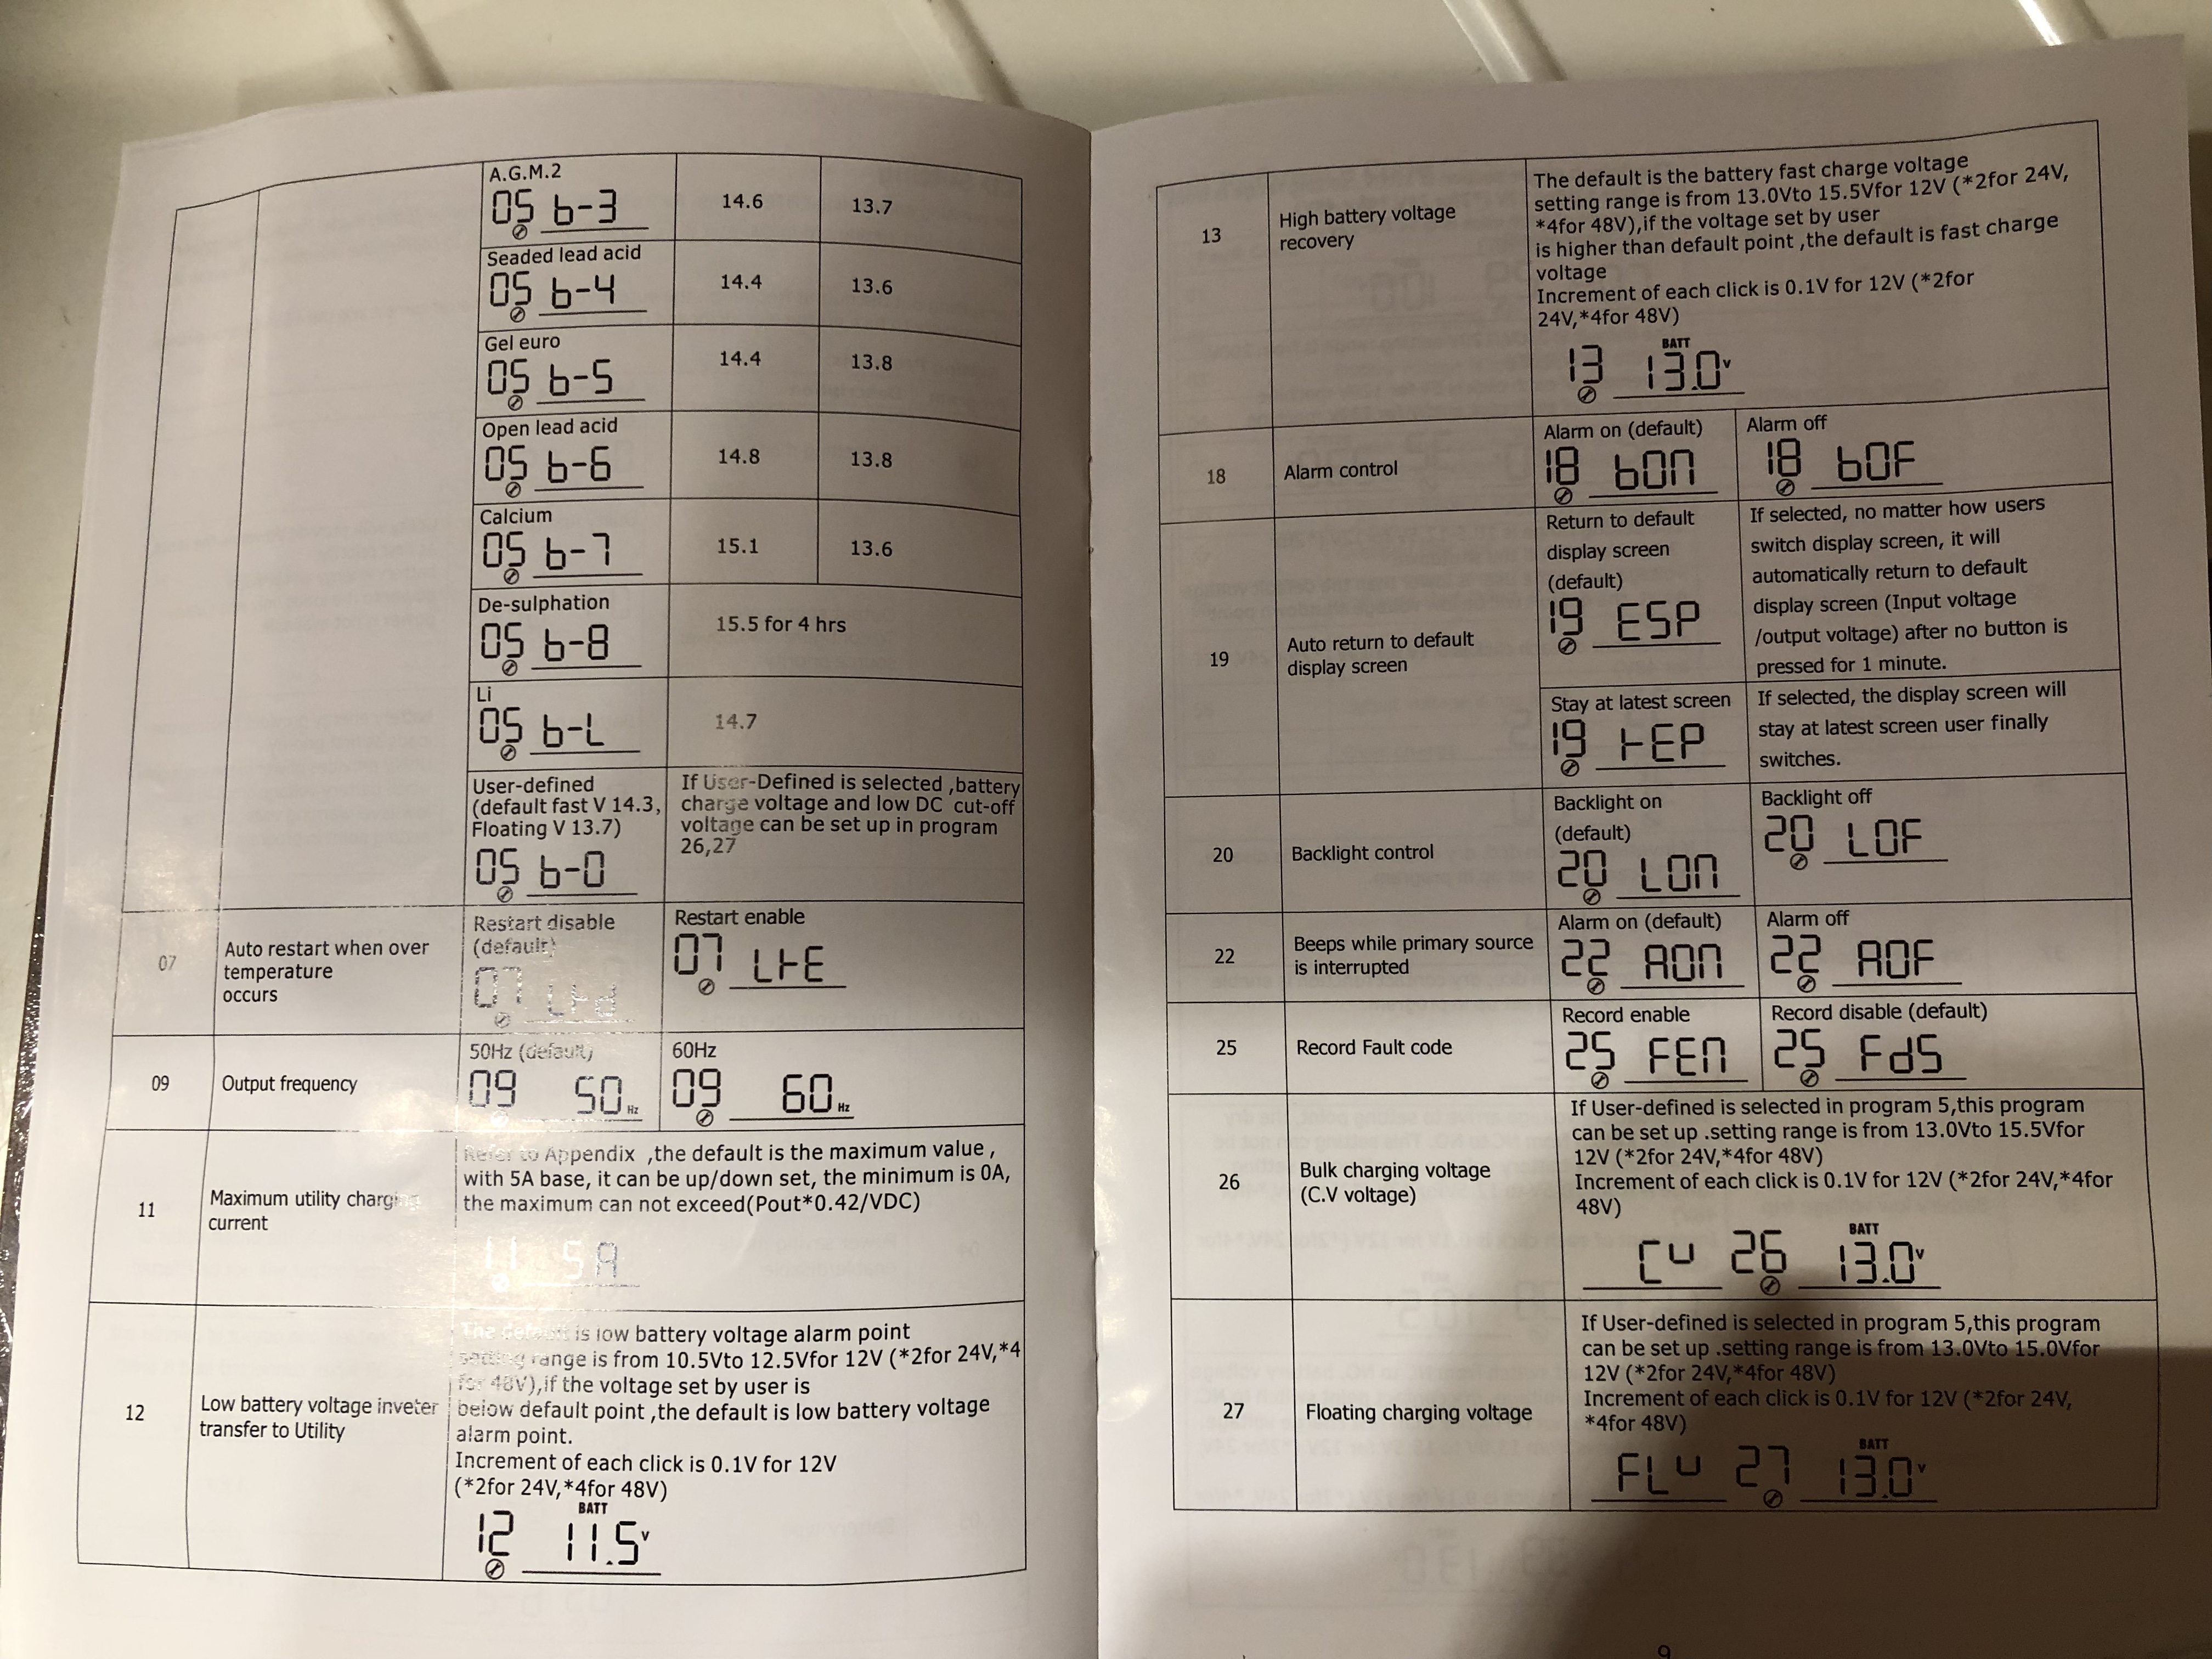 A.G.M.2
05 b-3
14.6
13.7
Seaded lead acid
05 b-4
14.4
13.6
Gel euro
05 b-5
14.4
13.8
Open lead acid
05 b-6
14.8
13.8
Calcium
05 b-7
15.1
13.6
De-sulphation
05 b-8
15.5 for 4 hrs
Li
05 b-L
14.7
User-defined
(default fast V 14.3,
Floating V 13.7)
05 b-0
If User-Defined is selected ,battery
charge voltage and low DC cut-off
voltage can be set up in program
26,27
07
Auto restart when over
temperature
occurs
Restart disable
(default)
07 Ltd
Restart enable
07 LtE
09
Output frequency
50Hz (default)
09 50 Hz
60Hz
09 60 Hz
11
Maximum utility charging
current
Refer to Appendix ,the default is the maximum value ,
with 5A base, it can be up/down set, the minimum is 0A,
the maximum can not exceed(Pout*0.42/VDC)
11 5A
12
Low battery voltage inveter
transfer to Utility
The default is low battery voltage alarm point
setting range is from 10.5Vto 12.5Vfor 12V (*2for 24V,*4
for 48V),if the voltage set by user is
below default point ,the default is low battery voltage
alarm point.
Increment of each click is 0.1V for 12V
(*2for 24V,*4for 48V)
BATT
12 11.5v
13
High battery voltage
recovery
The default is the battery fast charge voltage
setting range is from 13.0Vto 15.5Vfor 12V (*2for 24V,
*4for 48V),if the voltage set by user
is higher than default point ,the default is fast charge
voltage
Increment of each click is 0.1V for 12V (*2for
24V,*4for 48V)
BATT
13 13.0v
18
Alarm control
Alarm on (default)
18 bON
Alarm off
18 bOF
19
Auto return to default
display screen
Return to default
display screen
(default)
19 ESP
If selected, no matter how users
switch display screen, it will
automatically return to default
display screen (Input voltage
/output voltage) after no button is
pressed for 1 minute.
Stay at latest screen
19 tEP
If selected, the display screen will
stay at latest screen user finally
switches.
20
Backlight control
Backlight on
(default)
20 LON
Backlight off
20 LOF
22
Beeps while primary source
is interrupted
Alarm on (default)
22 AON
Alarm off
22 AOF
25
Record Fault code
Record enable
25 FEN
Record disable (default)
25 FdS
26
Bulk charging voltage
(C.V voltage)
If User-defined is selected in program 5,this program
can be set up .setting range is from 13.0Vto 15.5Vfor
12V (*2for 24V,*4for 48V)
Increment of each click is 0.1V for 12V (*2for 24V,*4for
48V)
BATT
CU 26 13.0v
27
Floating charging voltage
If User-defined is selected in program 5,this program
can be set up .setting range is from 13.0Vto 15.0Vfor
12V (*2for 24V,*4for 48V)
Increment of each click is 0.1V for 12V (*2for 24V,
*4for 48V)
BATT
FLU 27 13.0v
9